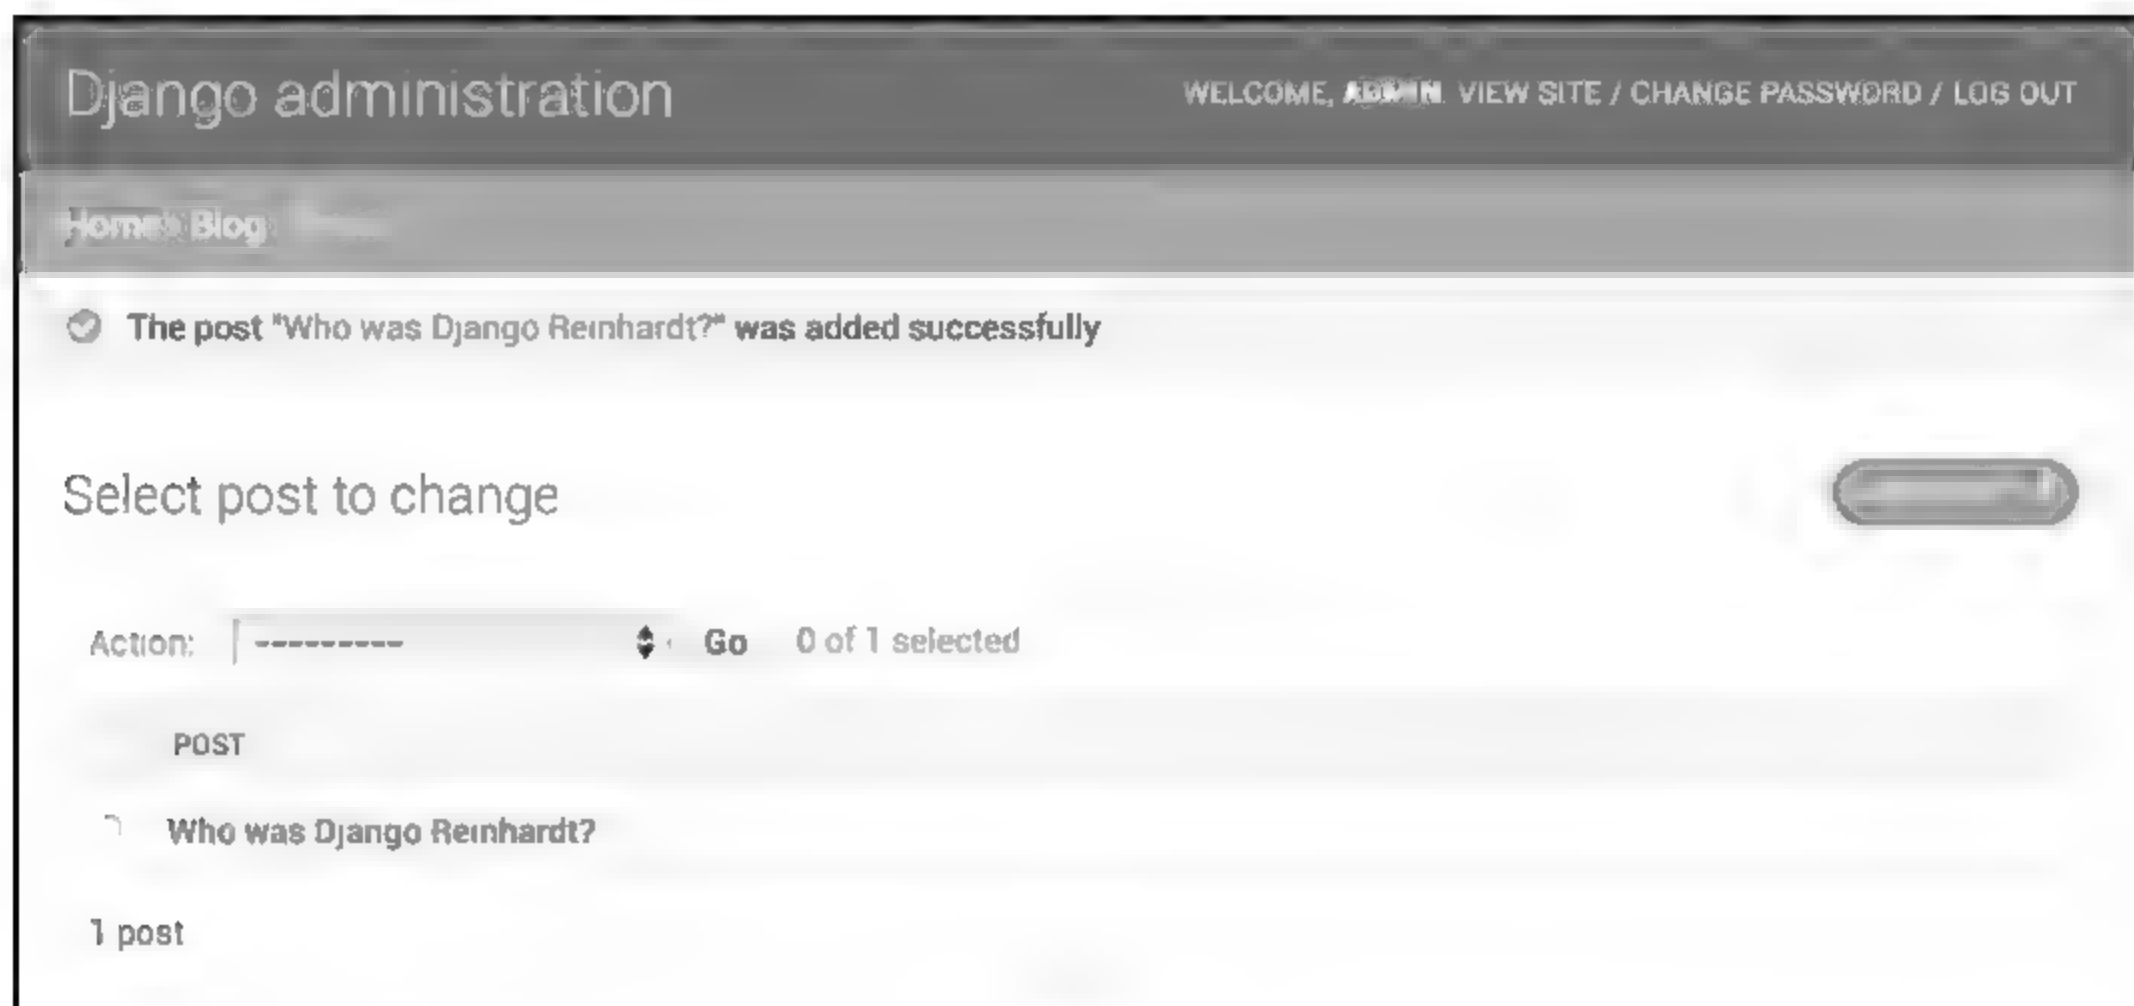 Django administration
WELCOME, ADMIN. VIEW SITE / CHANGE PASSWORD / LOG OUT
Home › Blog
The post "Who was Django Reinhardt?" was added successfully
Select post to change
Action: --------- Go 0 of 1 selected
POST
Who was Django Reinhardt?
1 post